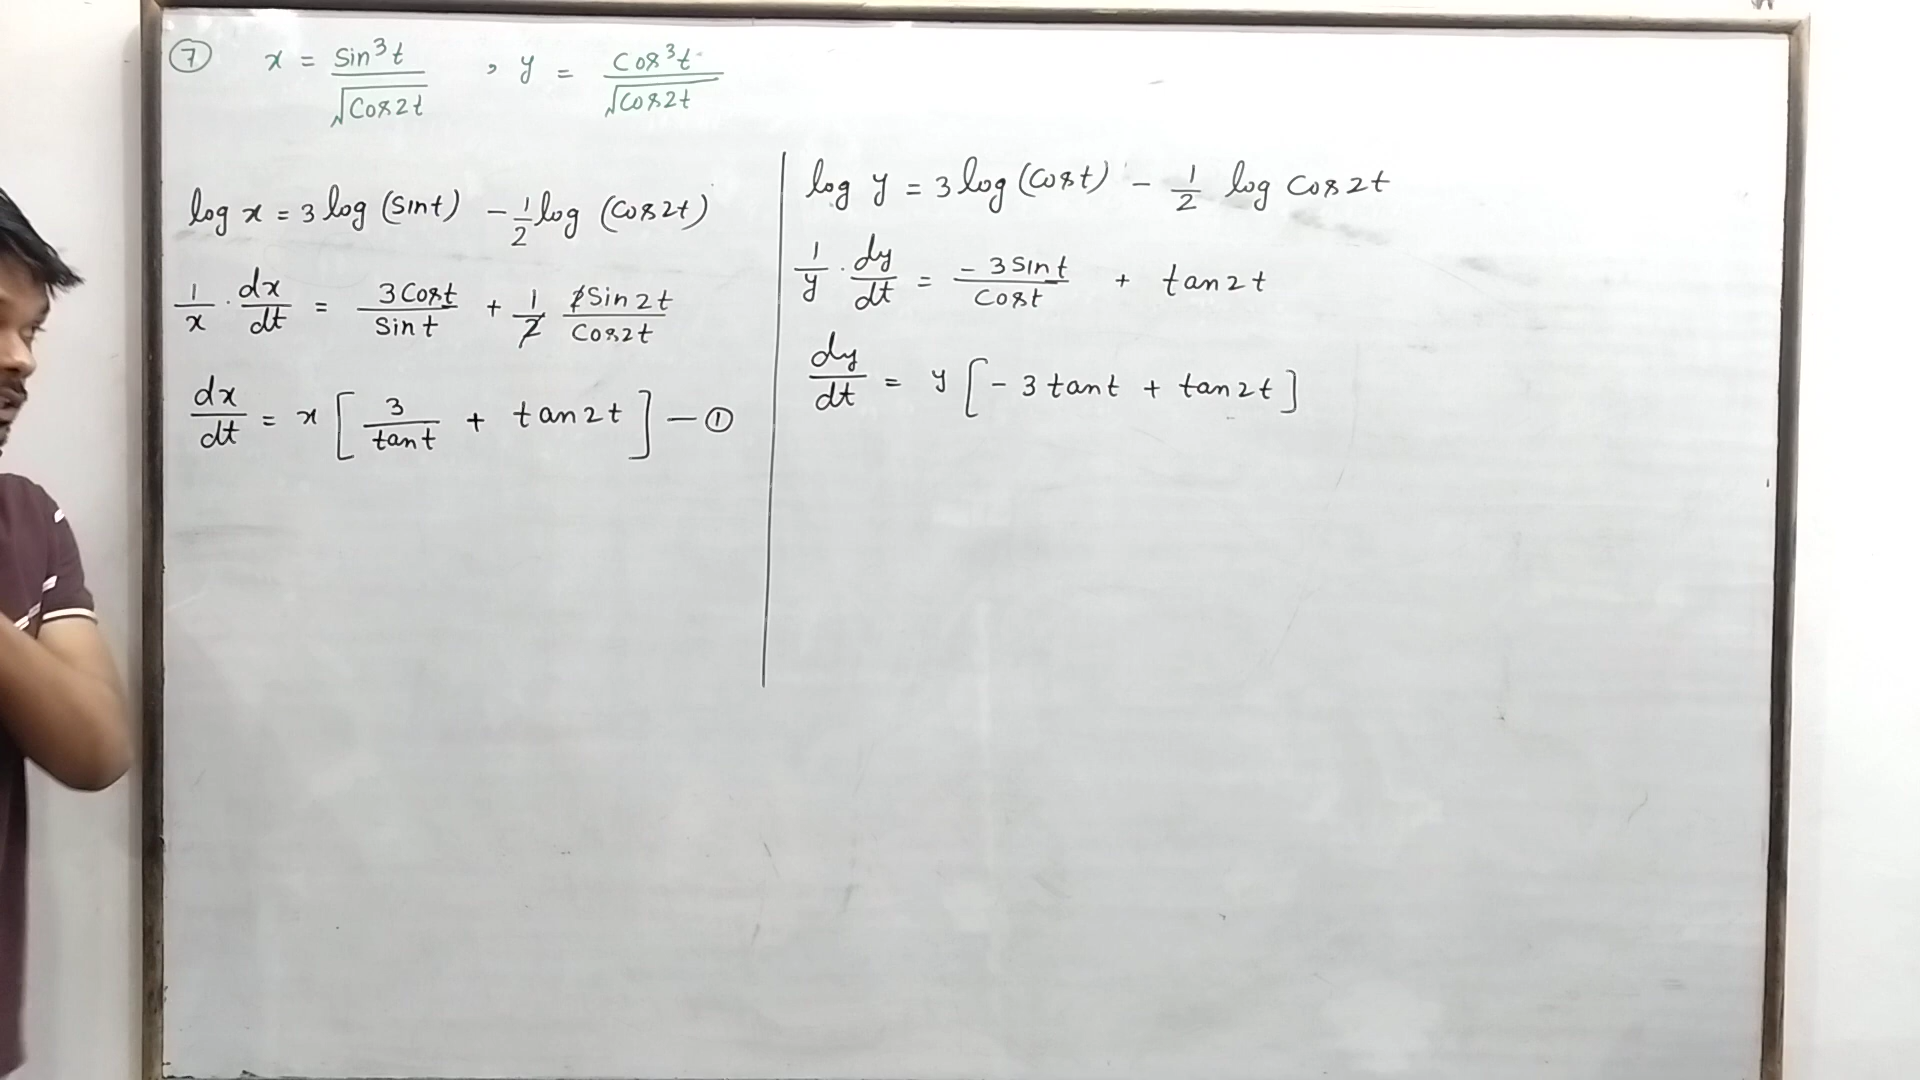 ⑦ x = Sin³t / √Cos2t , y = Cos³t / √Cos2t
log x = 3 log (Sint) - 1/2 log (Cos2t)
1/x · dx/dt = 3Cost / Sint + 1/2 2Sin2t / Cos2t
dx/dt = x [ 3/tant + tan2t ] — ①
log y = 3 log (Cost) - 1/2 log Cos2t
1/y · dy/dt = -3Sint / Cost + tan2t
dy/dt = y [ -3tant + tan2t ]